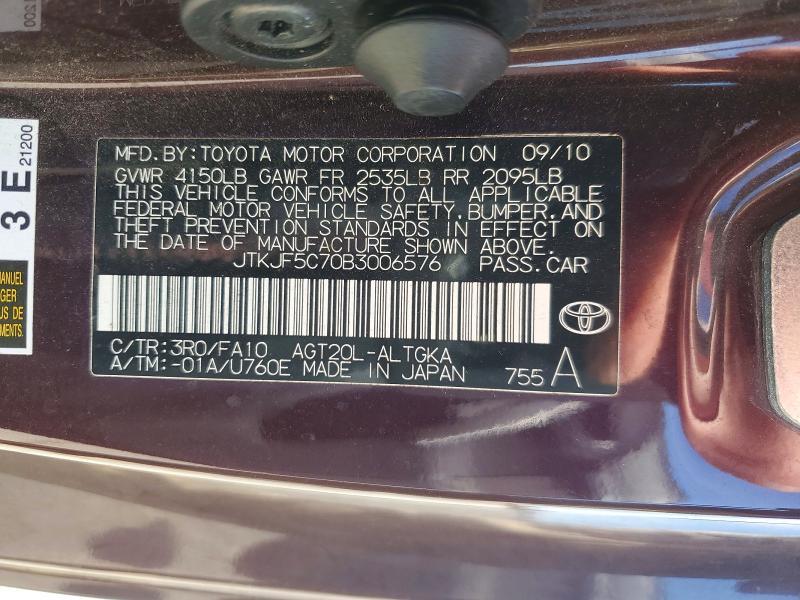 MFD.BY:TOYOTA MOTOR CORPORATION 09/10
GVWR 4150LB GAWR FR 2535LB RR 2095LB
THIS VEHICLE CONFORMS TO ALL APPLICABLE
FEDERAL MOTOR VEHICLE SAFETY,BUMPER,AND
THEFT PREVENTION STANDARDS IN EFFECT ON
THE DATE OF MANUFACTURE SHOWN ABOVE.
JTKJF5C70B3006576 PASS.CAR
C/TR:3R0/FA10 AGT20L-ALTGKA
A/TM:-01A/U760E MADE IN JAPAN 755A
3 E
21200
MANUEL